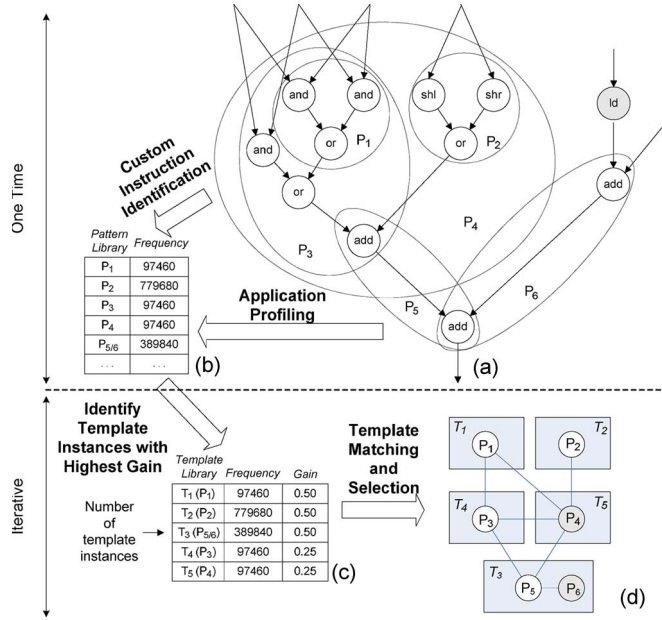 One Time
Iterative
and
and
and
or
or
P1
shl
shr
or
P2
ld
add
add
add
P3
P4
P5
P6
(a)
Custom
Instruction
Identification
Pattern
Library
Frequency
P1 97460
P2 779680
P3 97460
P4 97460
P5/6 389840
. . . . . .
(b)
Application
Profiling
Identify
Template
Instances with
Highest Gain
Number
of
template
instances
Template
Library
Frequency
Gain
T1 (P1) 97460 0.50
T2 (P2) 779680 0.50
T3 (P5/6) 389840 0.50
T4 (P3) 97460 0.25
T5 (P4) 97460 0.25
(c)
Template
Matching
and
Selection
T1
P1
T2
P2
T4
P3
T5
P4
T3
P5
P6
(d)